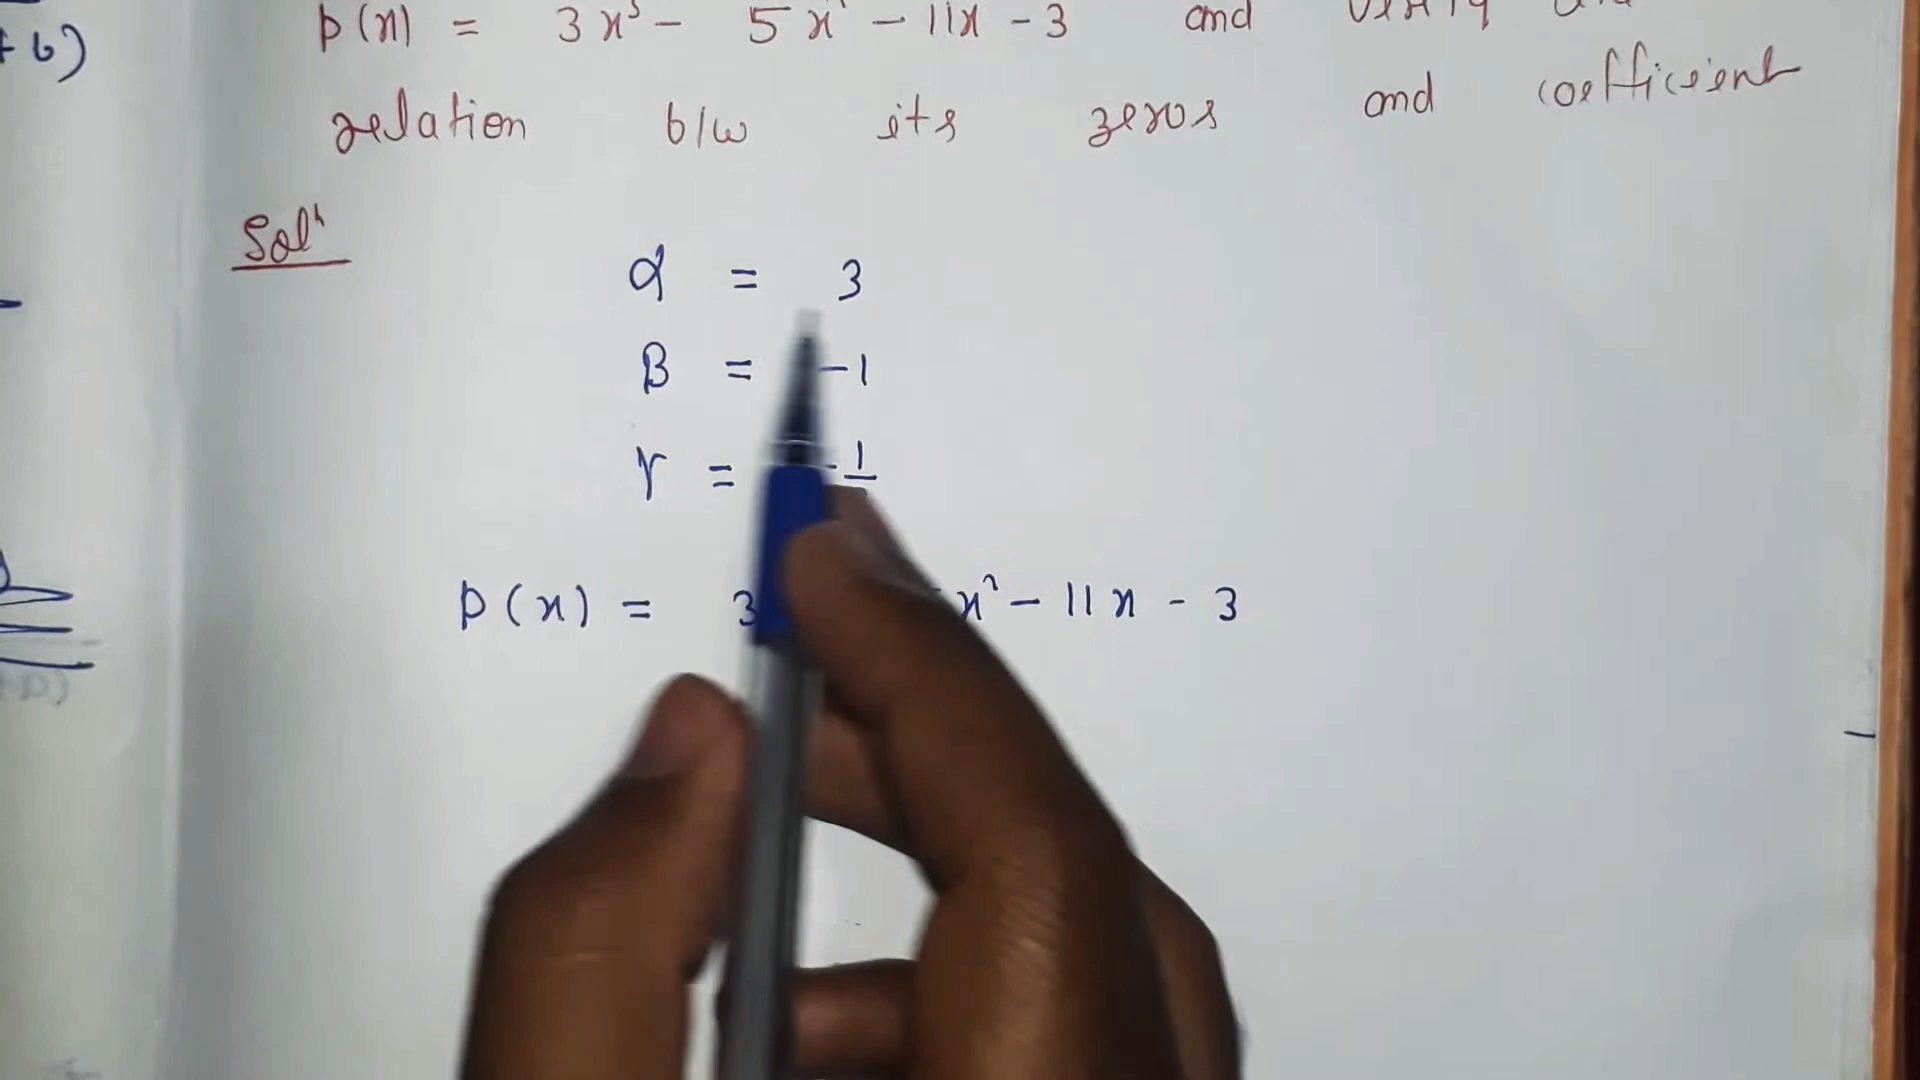 + b)
p(x) = 3x³ - 5x² - 11x - 3 and
relation b/w its zeros and coefficient
Solⁿ
α = 3
β = -1
γ = -1
p(x) = 3 x² - 11x - 3